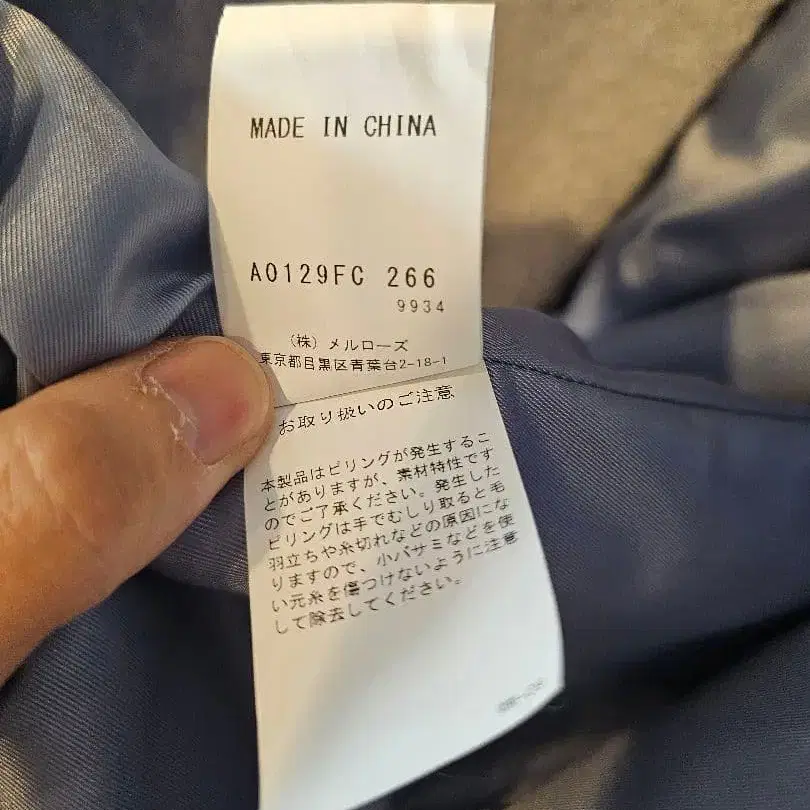 MADE IN CHINA
A0129FC 266
9934
(株) メルローズ
東京都目黒区青葉台2-18-1
お取り扱いのご注意
本製品はピリングが発生するこ
とがありますが、素材特性です
のでご了承ください。発生した
ピリングは手でむしり取ると毛
羽立ちや糸切れなどの原因にな
りますので、小バサミなどを使
い元糸を傷つけないように注意
して除去してください。